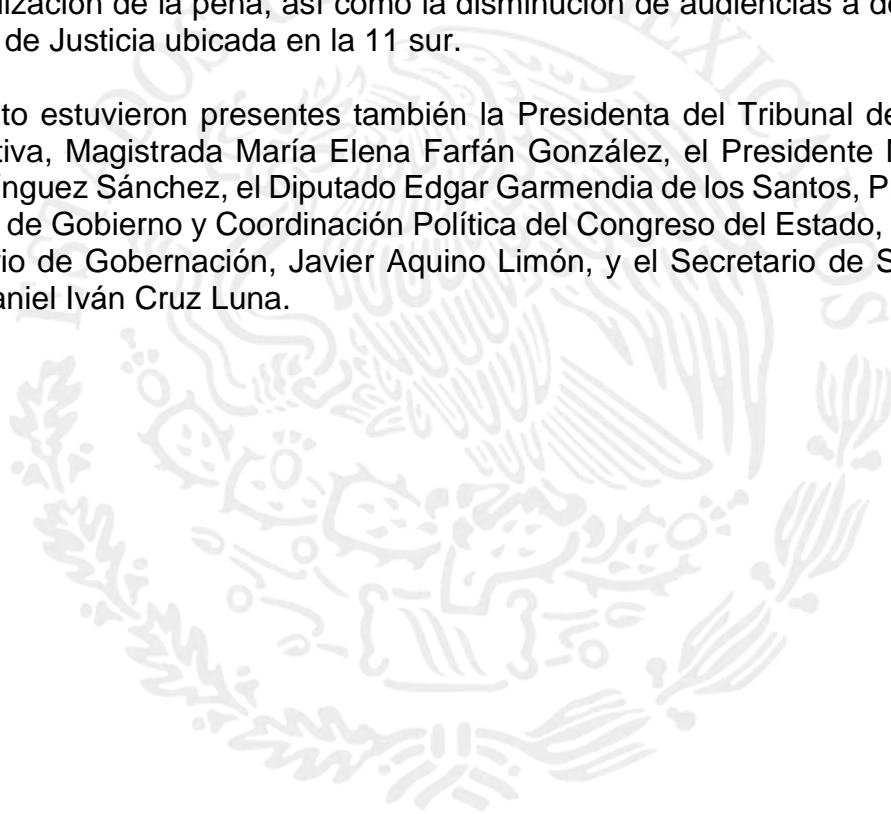 lización de la pena, así como la disminución de audiencias a d
de Justicia ubicada en la 11 sur.
to estuvieron presentes también la Presidenta del Tribunal de
tiva, Magistrada María Elena Farfán González, el Presidente
ínguez Sánchez, el Diputado Edgar Garmendia de los Santos, P
de Gobierno y Coordinación Política del Congreso del Estado,
rio de Gobernación, Javier Aquino Limón, y el Secretario de S
aniel Iván Cruz Luna.